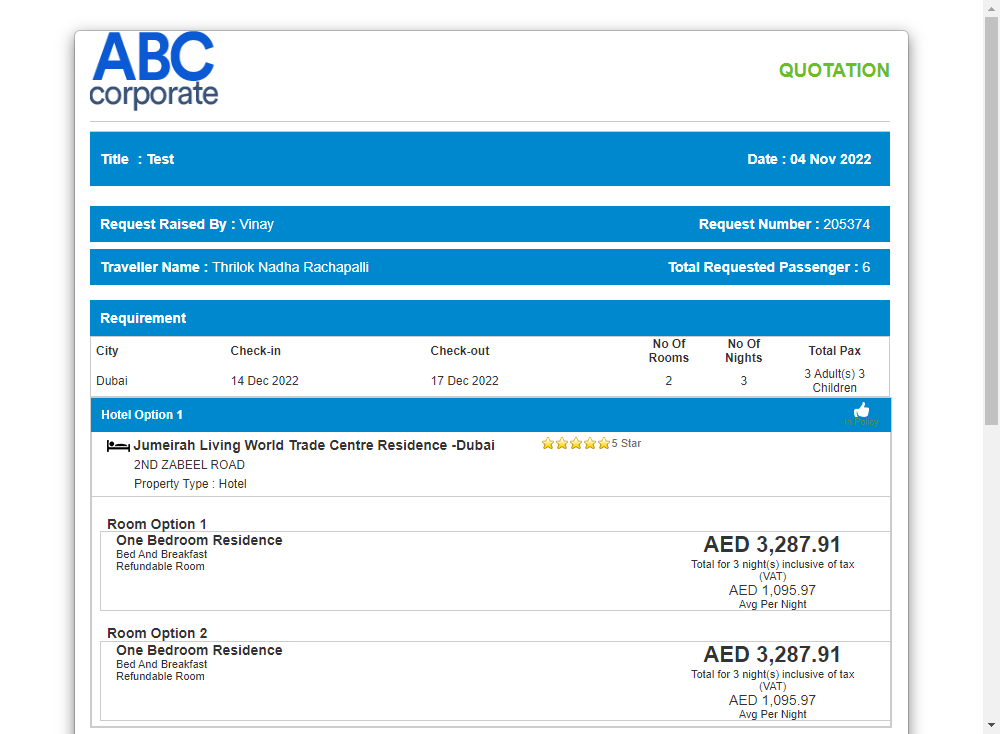 ABC
corporate
QUOTATION
Title : Test
Date : 04 Nov 2022
Request Raised By : Vinay
Request Number : 205374
Traveller Name : Thrilok Nadha Rachapalli
Total Requested Passenger : 6
Requirement
City Check-in Check-out No Of Rooms No Of Nights Total Pax
Dubai 14 Dec 2022 17 Dec 2022 2 3 3 Adult(s) 3 Children
Hotel Option 1
In Policy
Jumeirah Living World Trade Centre Residence -Dubai
5 Star
2ND ZABEEL ROAD
Property Type : Hotel
Room Option 1
One Bedroom Residence
Bed And Breakfast
Refundable Room
AED 3,287.91
Total for 3 night(s) inclusive of tax
(VAT)
AED 1,095.97
Avg Per Night
Room Option 2
One Bedroom Residence
Bed And Breakfast
Refundable Room
AED 3,287.91
Total for 3 night(s) inclusive of tax
(VAT)
AED 1,095.97
Avg Per Night